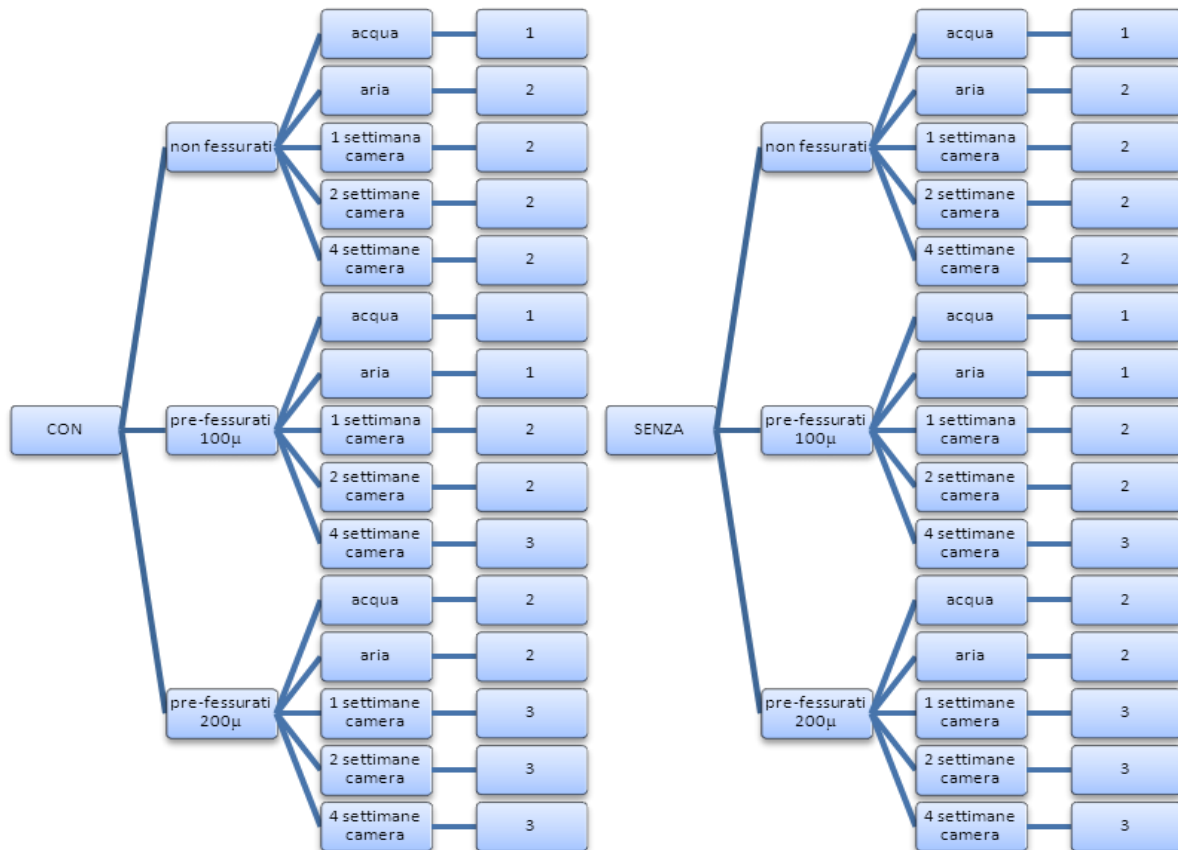 CON
non fessurati
acqua
1
aria
2
1 settimana
camera
2
2 settimane
camera
2
4 settimane
camera
2
pre-fessurati
100µ
acqua
1
aria
1
1 settimana
camera
2
2 settimane
camera
2
4 settimane
camera
3
pre-fessurati
200µ
acqua
2
aria
2
1 settimana
camera
3
2 settimane
camera
3
4 settimane
camera
3
SENZA
non fessurati
acqua
1
aria
2
1 settimana
camera
2
2 settimane
camera
2
4 settimane
camera
2
pre-fessurati
100µ
acqua
1
aria
1
1 settimana
camera
2
2 settimane
camera
2
4 settimane
camera
3
pre-fessurati
200µ
acqua
2
aria
2
1 settimana
camera
3
2 settimane
camera
3
4 settimane
camera
3